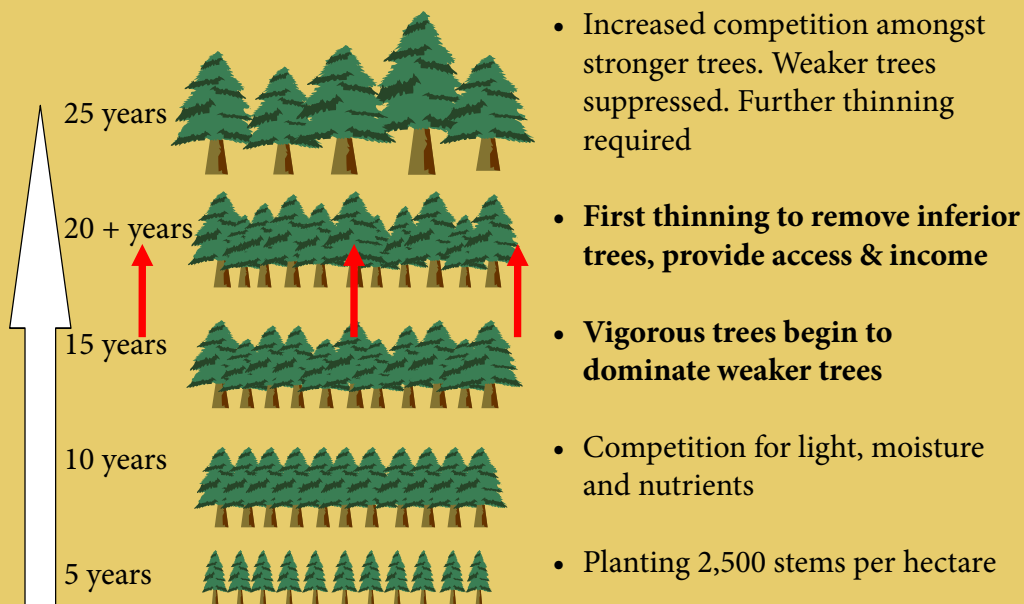 25 years
• Increased competition amongst
stronger trees. Weaker trees
suppressed. Further thinning
required
20 + years
• First thinning to remove inferior
trees, provide access & income
15 years
• Vigorous trees begin to
dominate weaker trees
10 years
• Competition for light, moisture
and nutrients
5 years
• Planting 2,500 stems per hectare